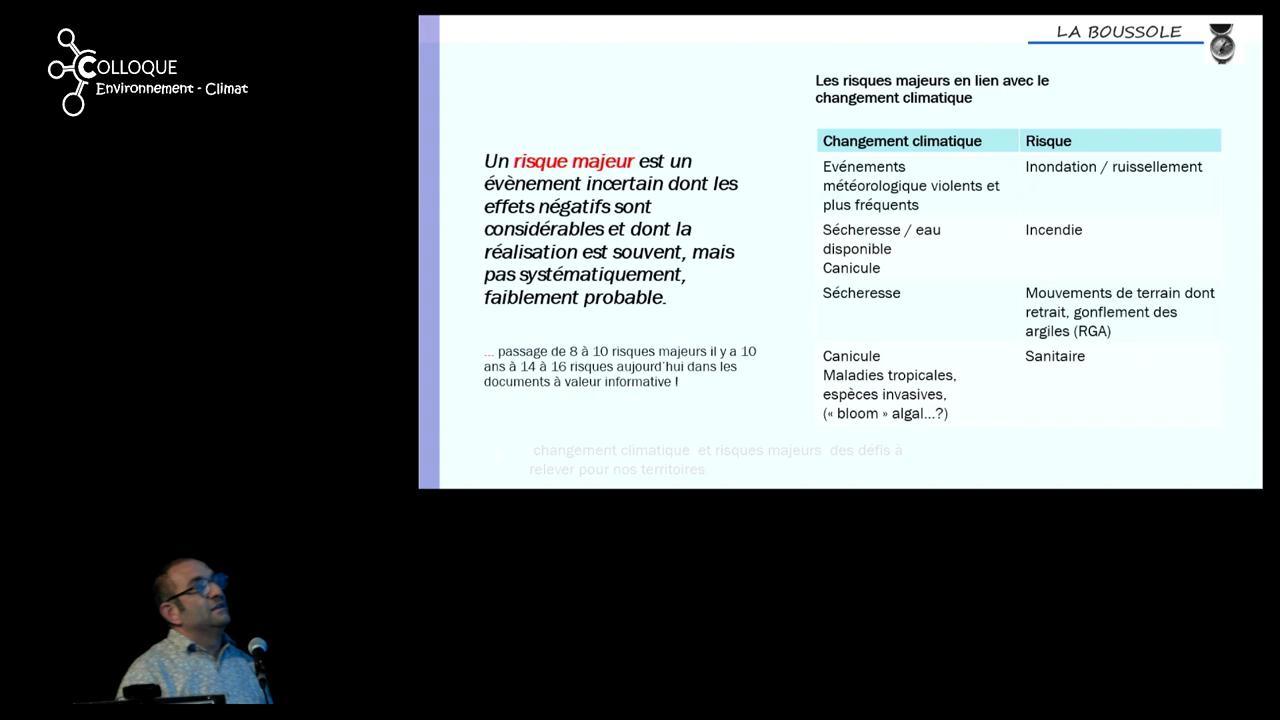 COLLOQUE
Environnement - Climat
LA BOUSSOLE
Un risque majeur est un
évènement incertain dont les
effets négatifs sont
considérables et dont la
réalisation est souvent, mais
pas systématiquement,
faiblement probable.
... passage de 8 à 10 risques majeurs il y a 10
ans à 14 à 16 risques aujourd'hui dans les
documents à valeur informative !
Les risques majeurs en lien avec le
changement climatique
Changement climatique
Risque
Evénements
météorologique violents et
plus fréquents
Inondation / ruissellement
Sécheresse / eau
disponible
Canicule
Incendie
Sécheresse
Mouvements de terrain dont
retrait, gonflement des
argiles (RGA)
Canicule
Maladies tropicales,
espèces invasives,
(« bloom » algal...?)
Sanitaire
changement climatique et risques majeurs des défis à
relever pour nos territoires